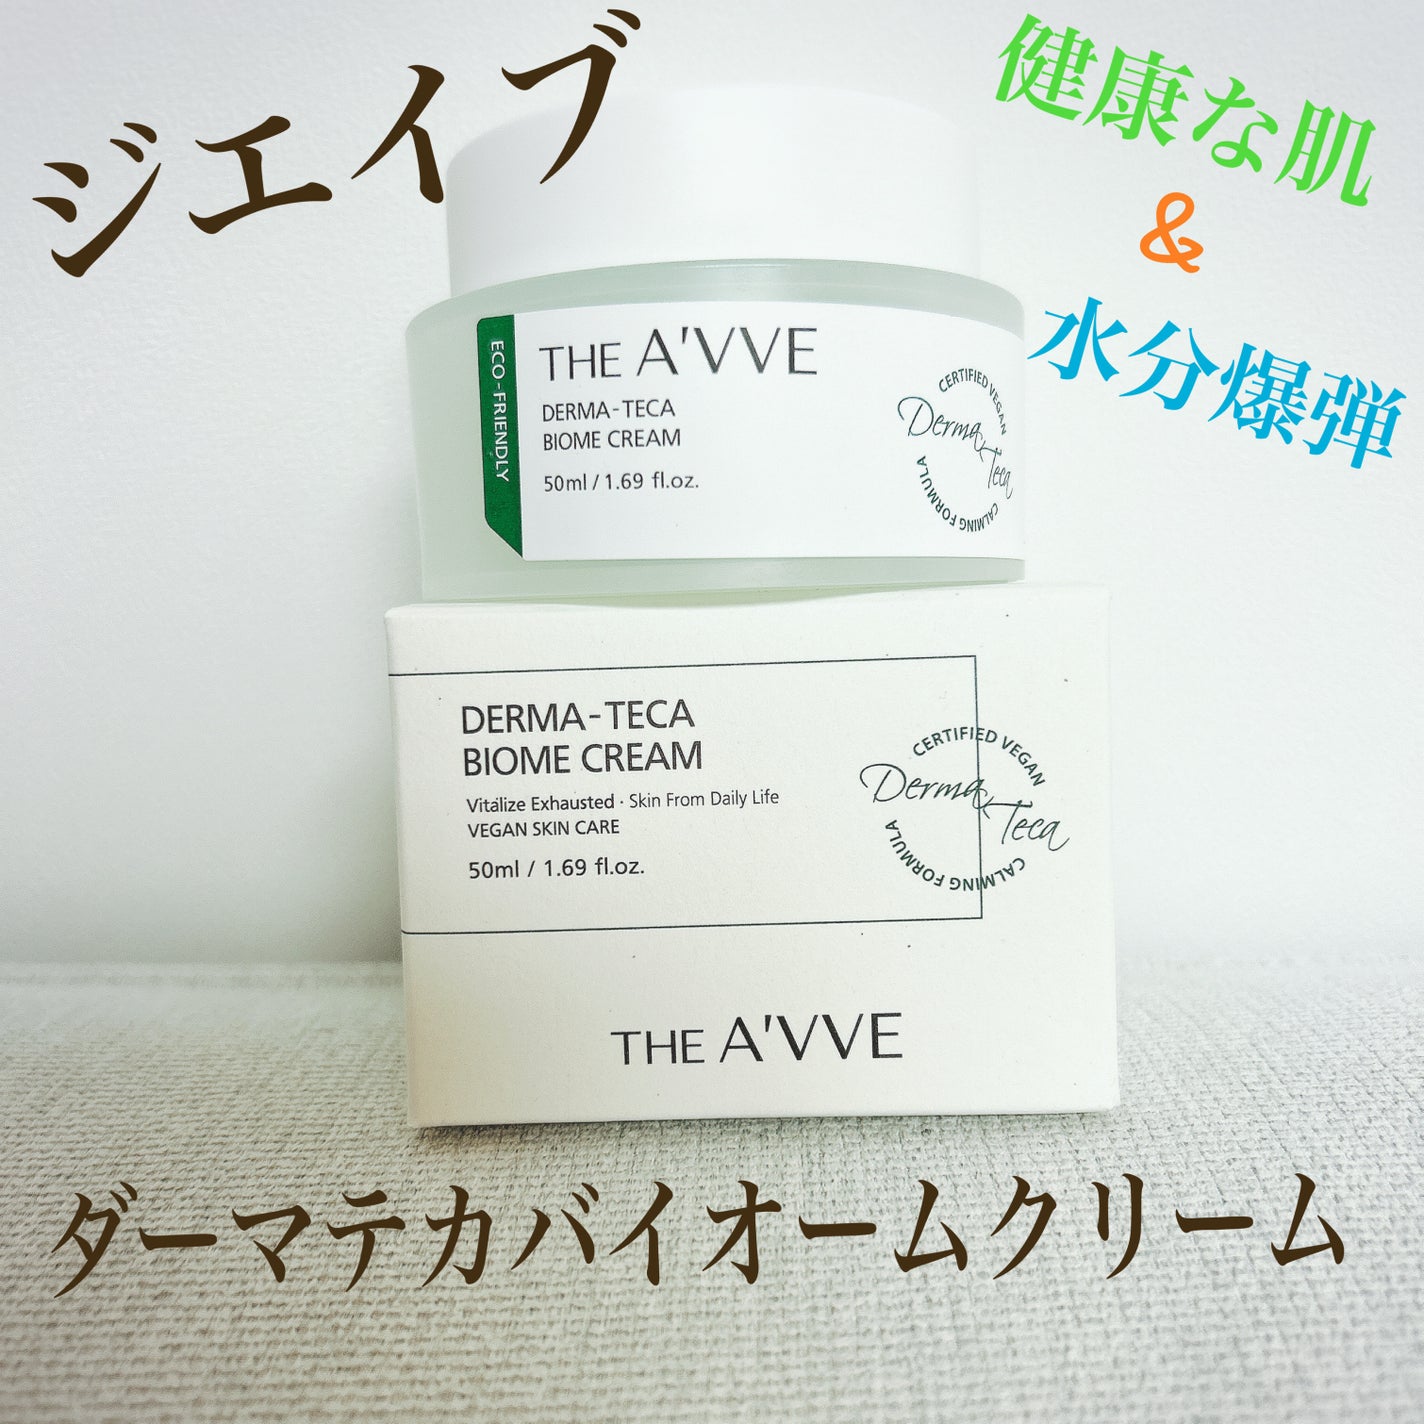 ジエイブ
健康な肌
&
水分爆弾
ECO-FRIENDLY
THE A'VVE
DERMA-TECA
BIOME CREAM
50ml / 1.69 fl.oz.
CERTIFIED VEGAN
Derma Teca
CALMING FORMULA
DERMA-TECA
BIOME CREAM
Vitalize Exhausted · Skin From Daily Life
VEGAN SKIN CARE
50ml / 1.69 fl.oz.
CERTIFIED VEGAN
Derma Teca
CALMING FORMULA
THE A'VVE
ダーマテカバイオームクリーム